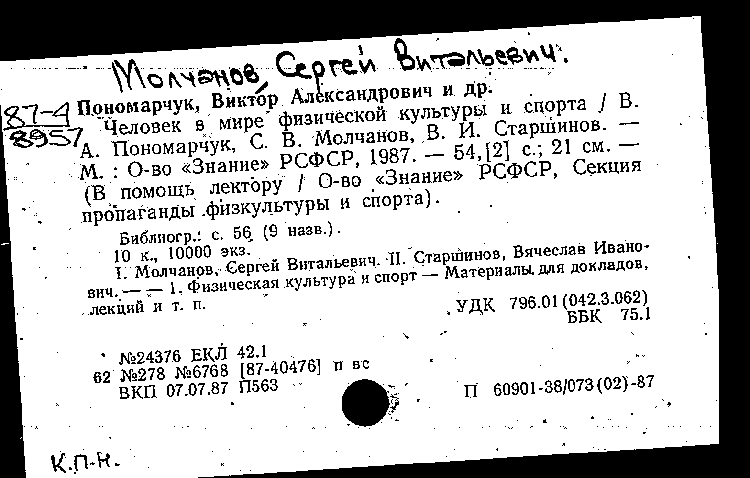 Молчанов, Сергей Витальевич.
87-4
8957
Пономарчук, Виктор Александрович и др.
Человек в мире физической культуры и спорта / В.
А. Пономарчук, С. В. Молчанов, В. И. Старшинов. —
М. : О-во «Знание» РСФСР, 1987. — 54,[2] с.; 21 см. —
(В помощь лектору / О-во «Знание» РСФСР, Секция
пропаганды физкультуры и спорта).
Библиогр.: с. 56 (9 назв.).
10 к., 10000 экз.
I. Молчанов, Сергей Витальевич. II. Старшинов, Вячеслав Ивано-
вич. — — 1. Физическая культура и спорт — Материалы для докладов,
лекций и т. п.
УДК 796.01(042.3.062)
ББК 75.1
№24376 ЕКЛ 42.1
62 №278 №6768 [87-40476] п вс
ВКП 07.07.87 П563
П 60901-38/073(02)-87
К.П-Н.